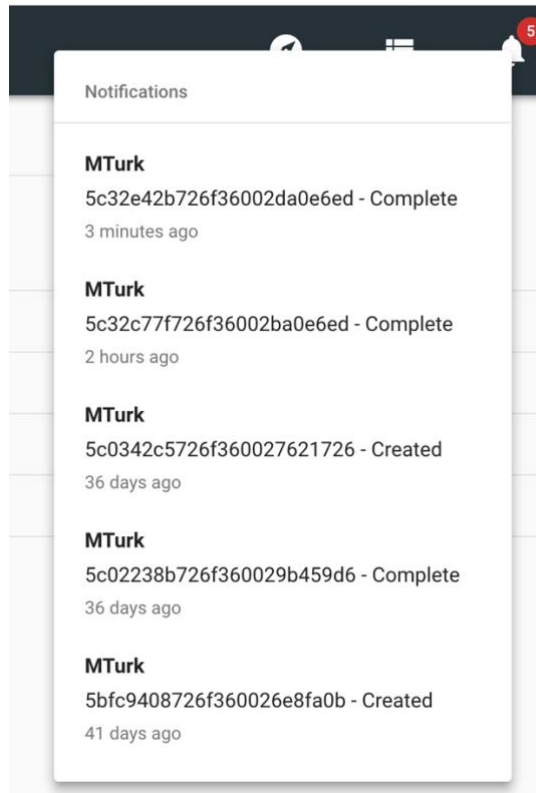 5
Notifications
MTurk
5c32e42b726f36002da0e6ed - Complete
3 minutes ago
MTurk
5c32c77f726f36002ba0e6ed - Complete
2 hours ago
MTurk
5c0342c5726f360027621726 - Created
36 days ago
MTurk
5c02238b726f360029b459d6 - Complete
36 days ago
MTurk
5bfc9408726f360026e8fa0b - Created
41 days ago